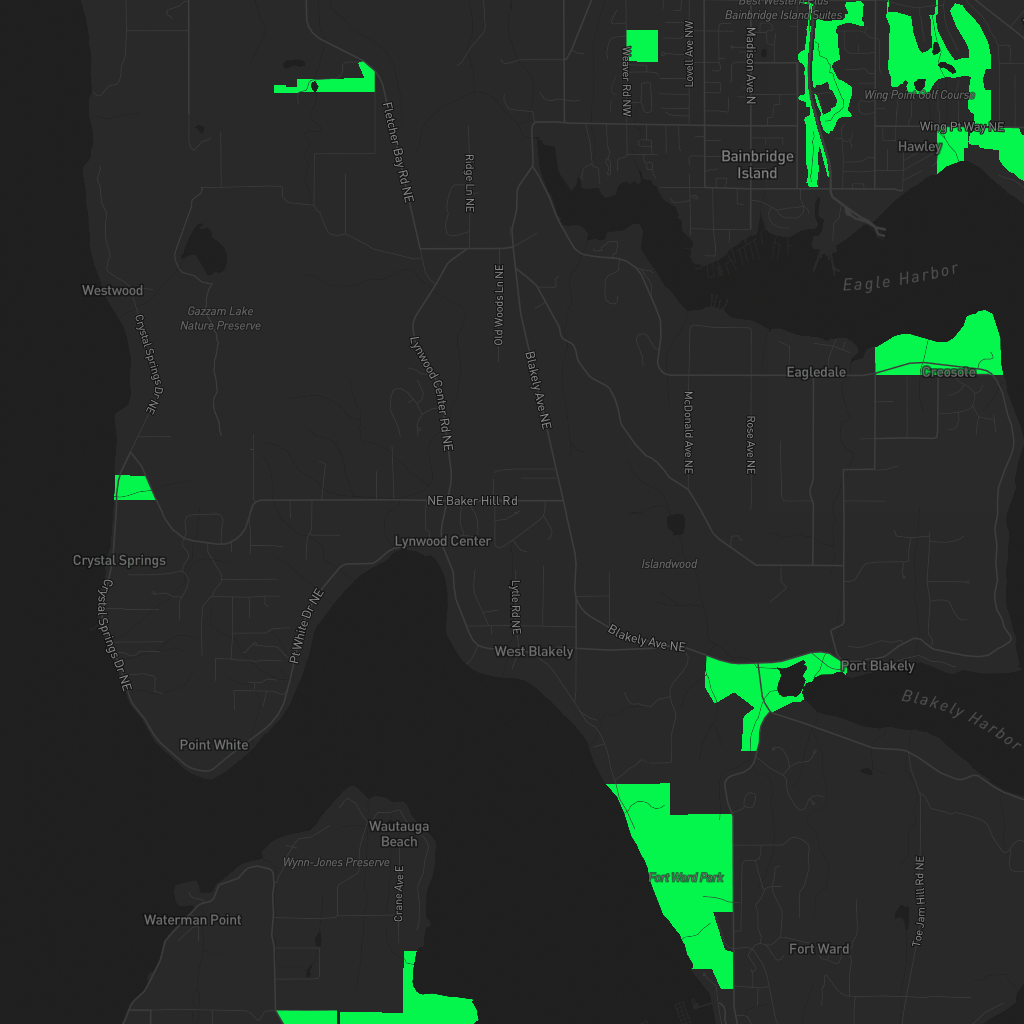 Best Western Plus
Bainbridge Island Suites
Weaver Rd NW
Lovell Ave NW
Madison Ave N
Wing Point Golf Course
Wing Pt Way NE
Hawley
Fletcher Bay Rd NE
Ridge Ln NE
Bainbridge
Island
Eagle Harbor
Westwood
Gazzam Lake
Nature Preserve
Old Woods Ln NE
Crystal Springs Dr NE
Lynwood Center Rd NE
Blakely Ave NE
Eagledale
Creosote
McDonald Ave NE
Rose Ave NE
NE Baker Hill Rd
Lynwood Center
Crystal Springs
Islandwood
Crystal Springs Dr NE
Pt White Dr NE
Lytle Rd NE
Blakely Ave NE
West Blakely
Port Blakely
Blakely Harbor
Point White
Wautauga
Beach
Wynn-Jones Preserve
Crane Ave E
Fort Ward Park
Toe Jam Hill Rd NE
Waterman Point
Fort Ward